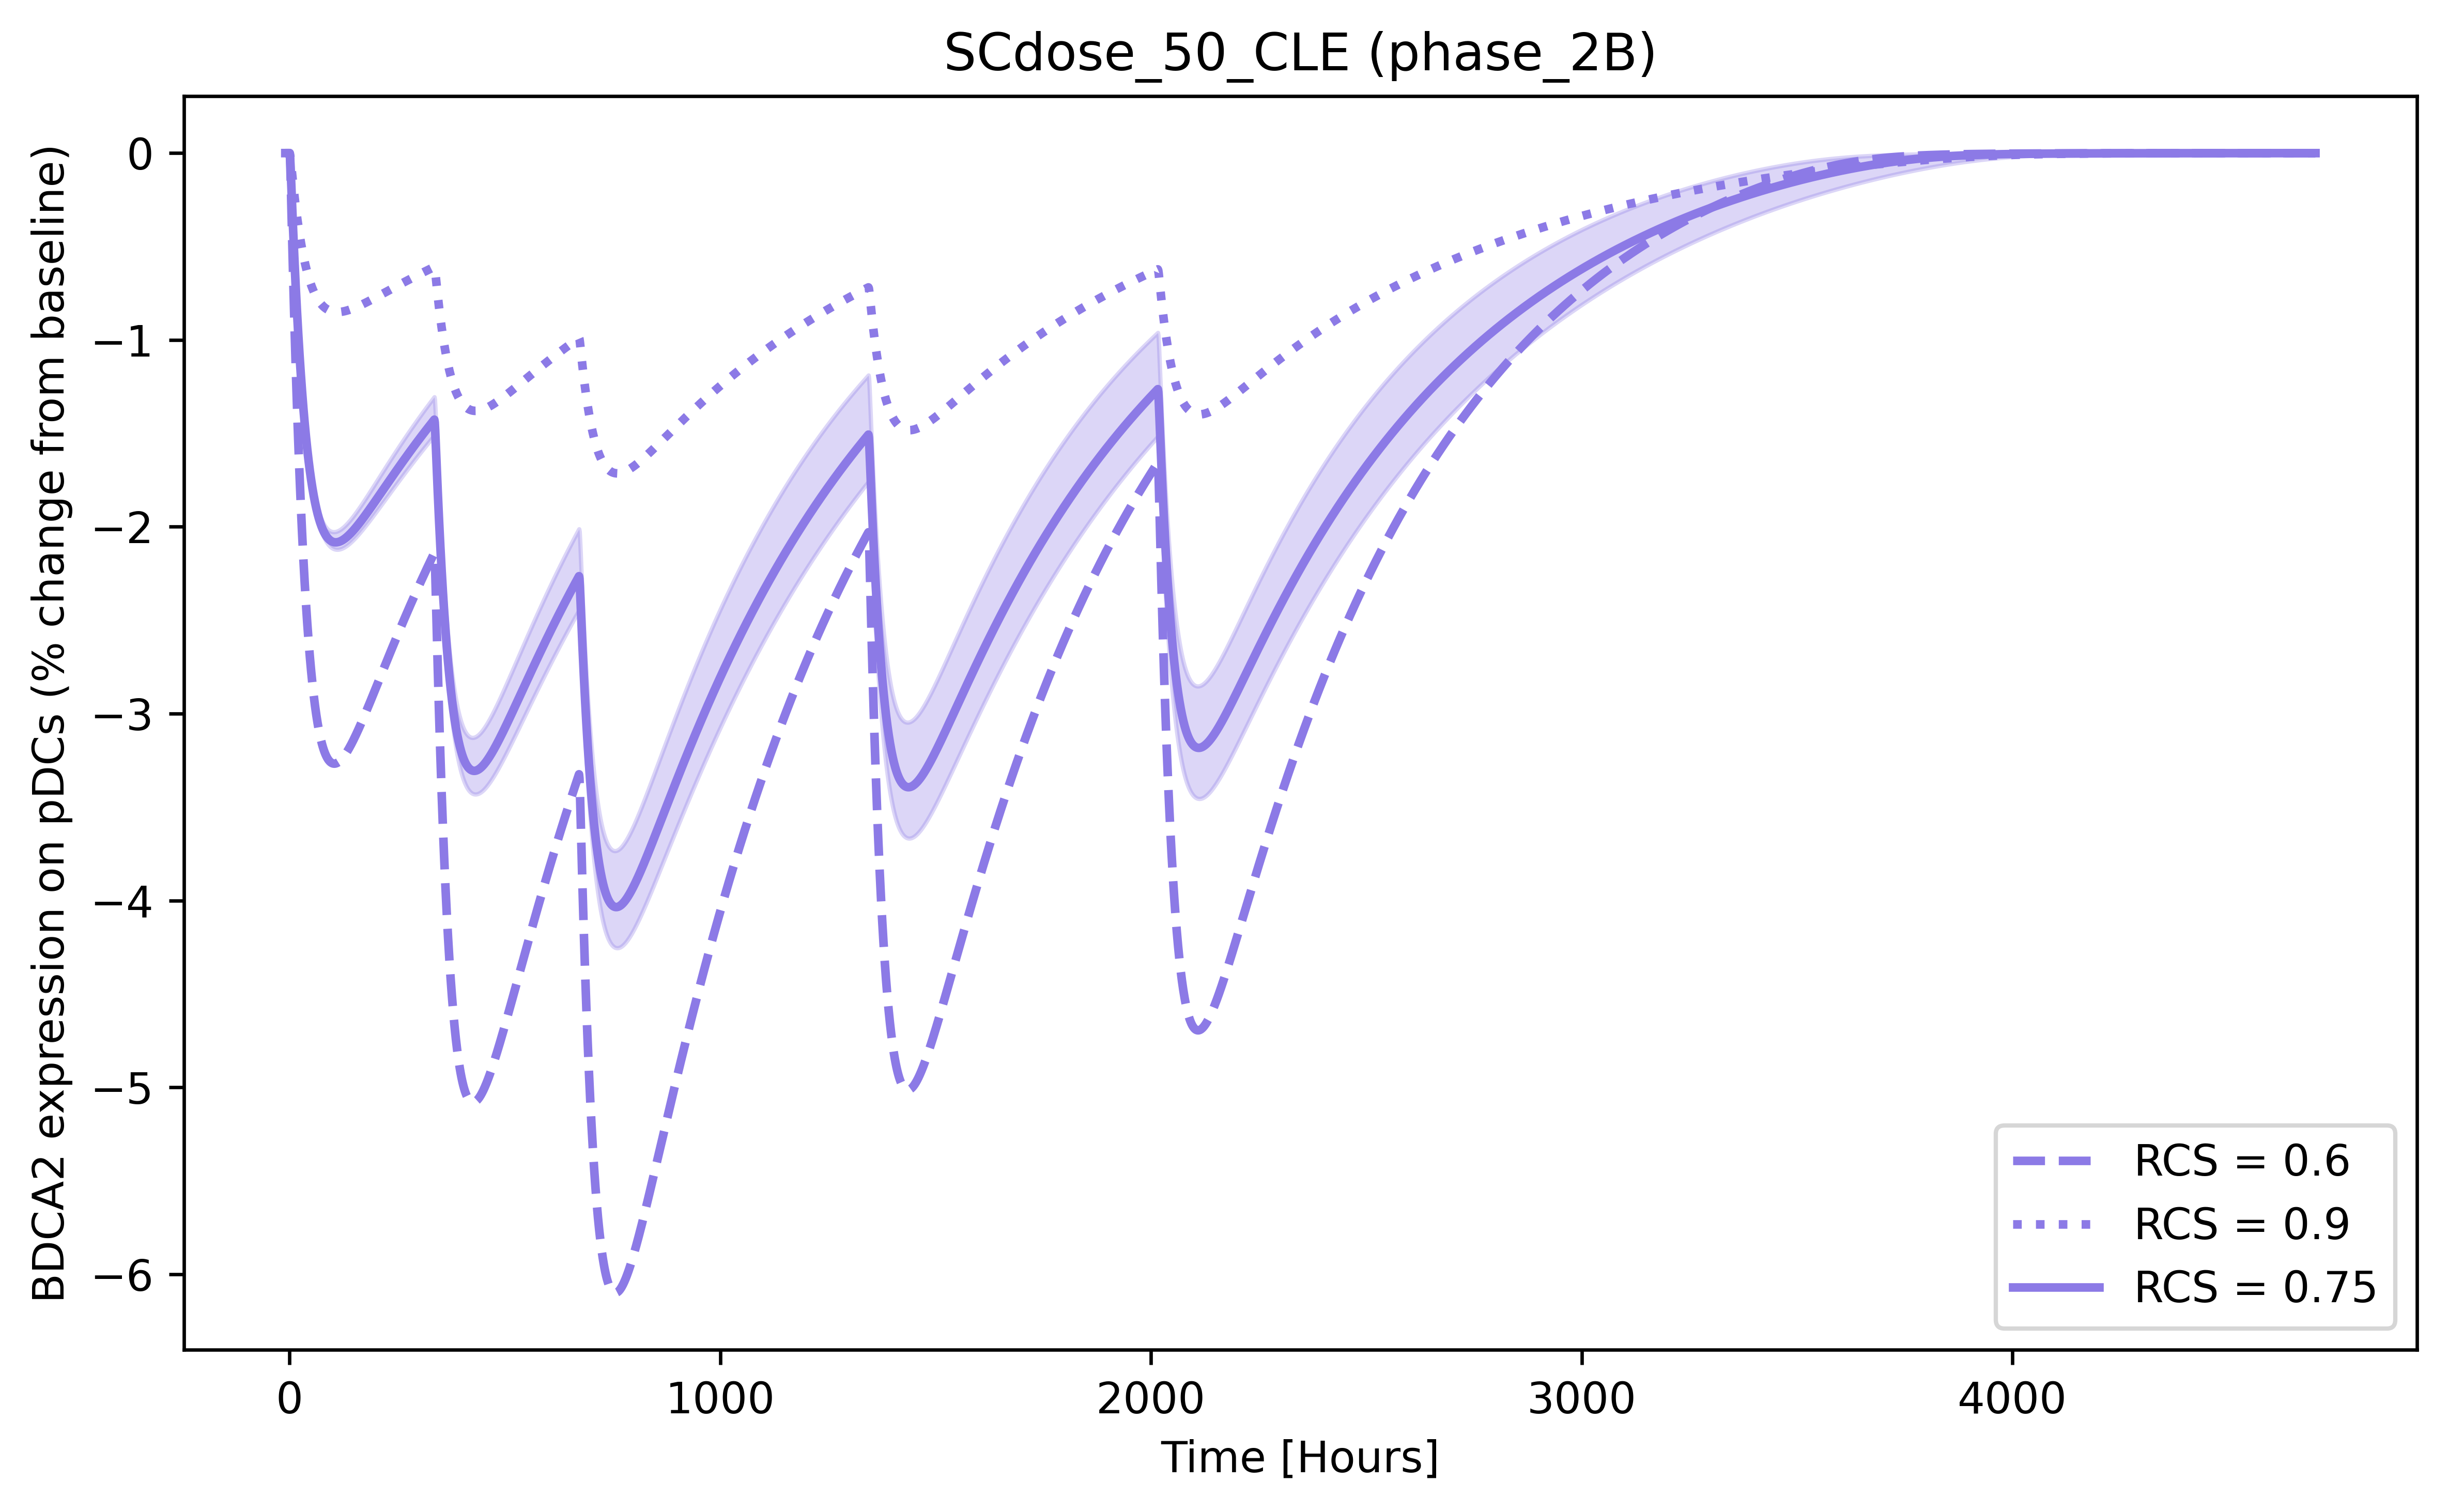 SCdose_50_CLE (phase_2B)
BDCA2 expression on pDCs (% change from baseline)
0
−1
−2
−3
−4
−5
−6
0
1000
2000
3000
4000
Time [Hours]
RCS = 0.6
RCS = 0.9
RCS = 0.75